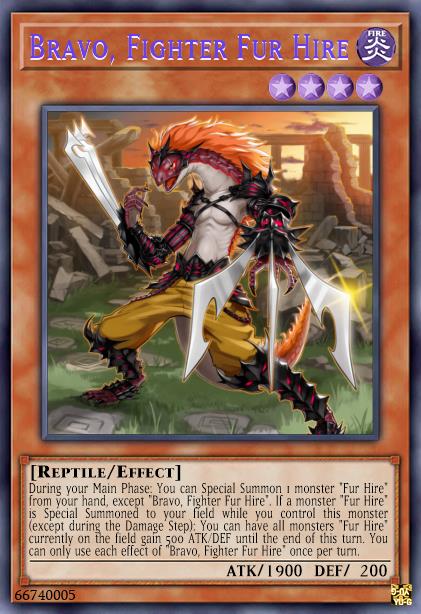 Bravo, Fighter Fur Hire
FIRE
炎
[Reptile/Effect]
During your Main Phase: You can Special Summon 1 monster "Fur Hire"
from your hand, except "Bravo, Fighter Fur Hire". If a monster "Fur Hire"
is Special Summoned to your field while you control this monster
(except during the Damage Step): You can have all monsters "Fur Hire"
currently on the field gain 500 ATK/DEF until the end of this turn. You
can only use each effect of "Bravo, Fighter Fur Hire" once per turn.
ATK/1900 DEF/ 200
66740005